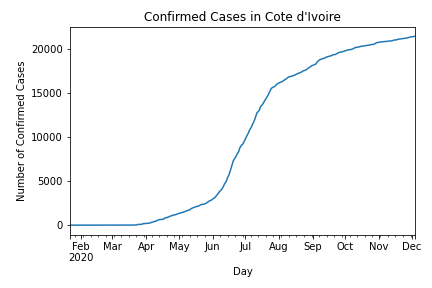 Confirmed Cases in Cote d'Ivoire
Number of Confirmed Cases
20000
15000
10000
5000
0
Feb Mar Apr May Jun Jul Aug Sep Oct Nov Dec
2020
Day